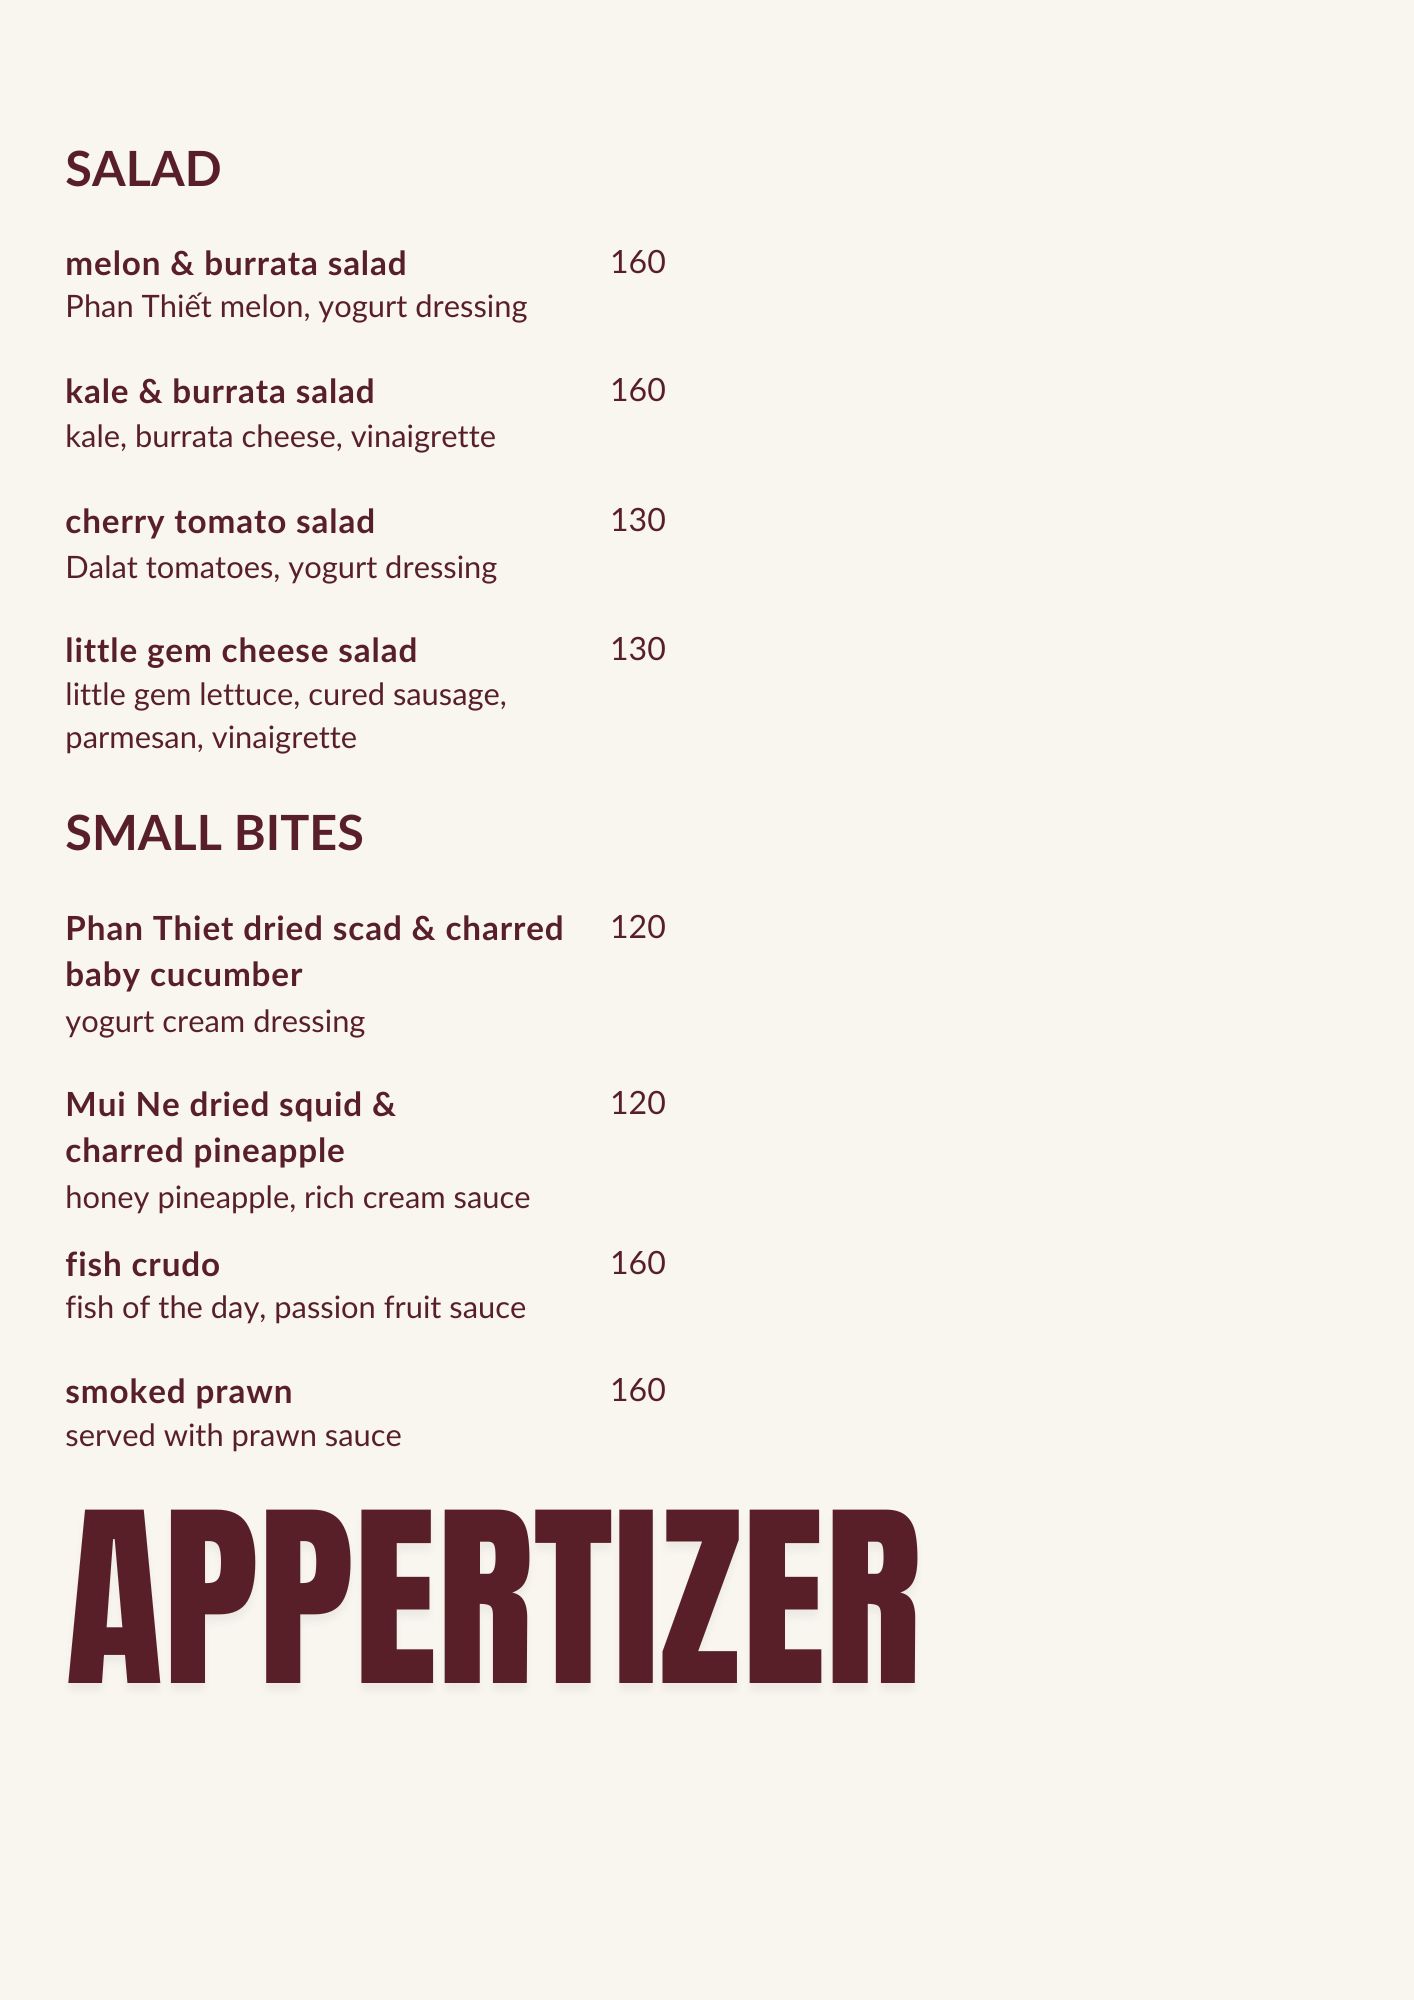 SALAD
melon & burrata salad 160
Phan Thiết melon, yogurt dressing
kale & burrata salad 160
kale, burrata cheese, vinaigrette
cherry tomato salad 130
Dalat tomatoes, yogurt dressing
little gem cheese salad 130
little gem lettuce, cured sausage,
parmesan, vinaigrette
SMALL BITES
Phan Thiet dried scad & charred 120
baby cucumber
yogurt cream dressing
Mui Ne dried squid & 120
charred pineapple
honey pineapple, rich cream sauce
fish crudo 160
fish of the day, passion fruit sauce
smoked prawn 160
served with prawn sauce
APPERTIZER